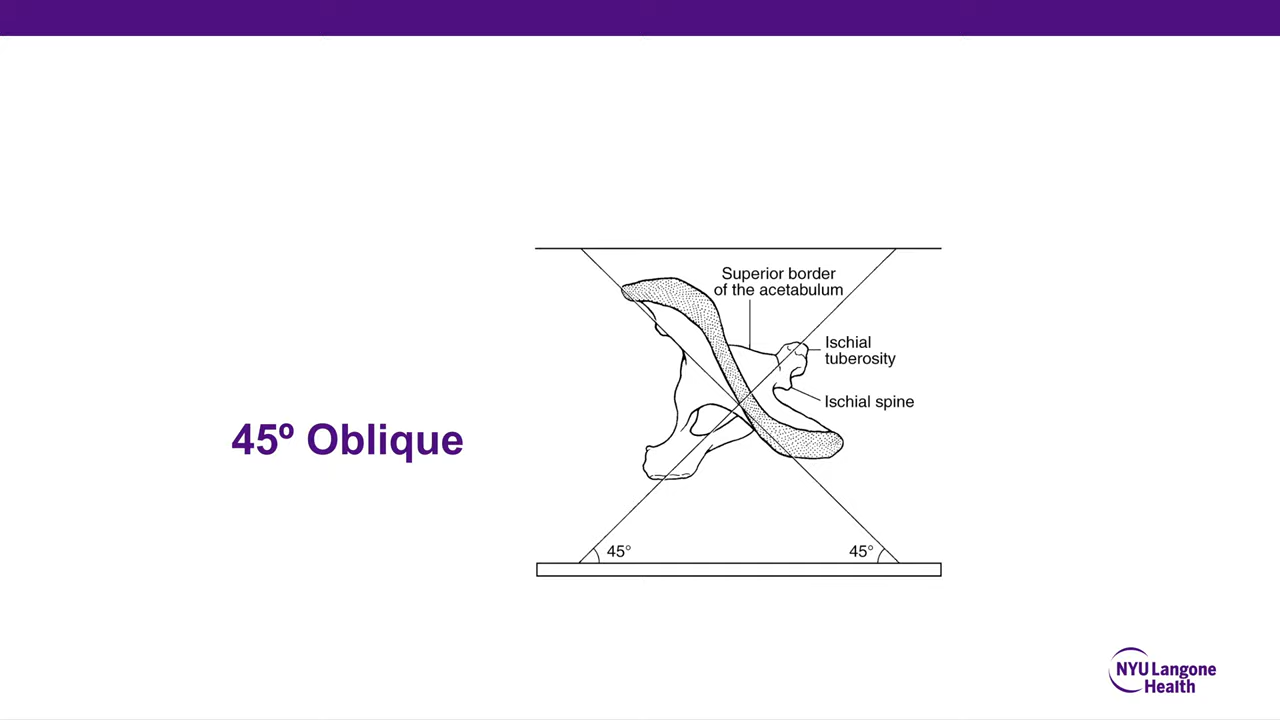 Superior border
of the acetabulum
Ischial
tuberosity
Ischial spine
45º Oblique
45°
45°
NYU Langone
Health